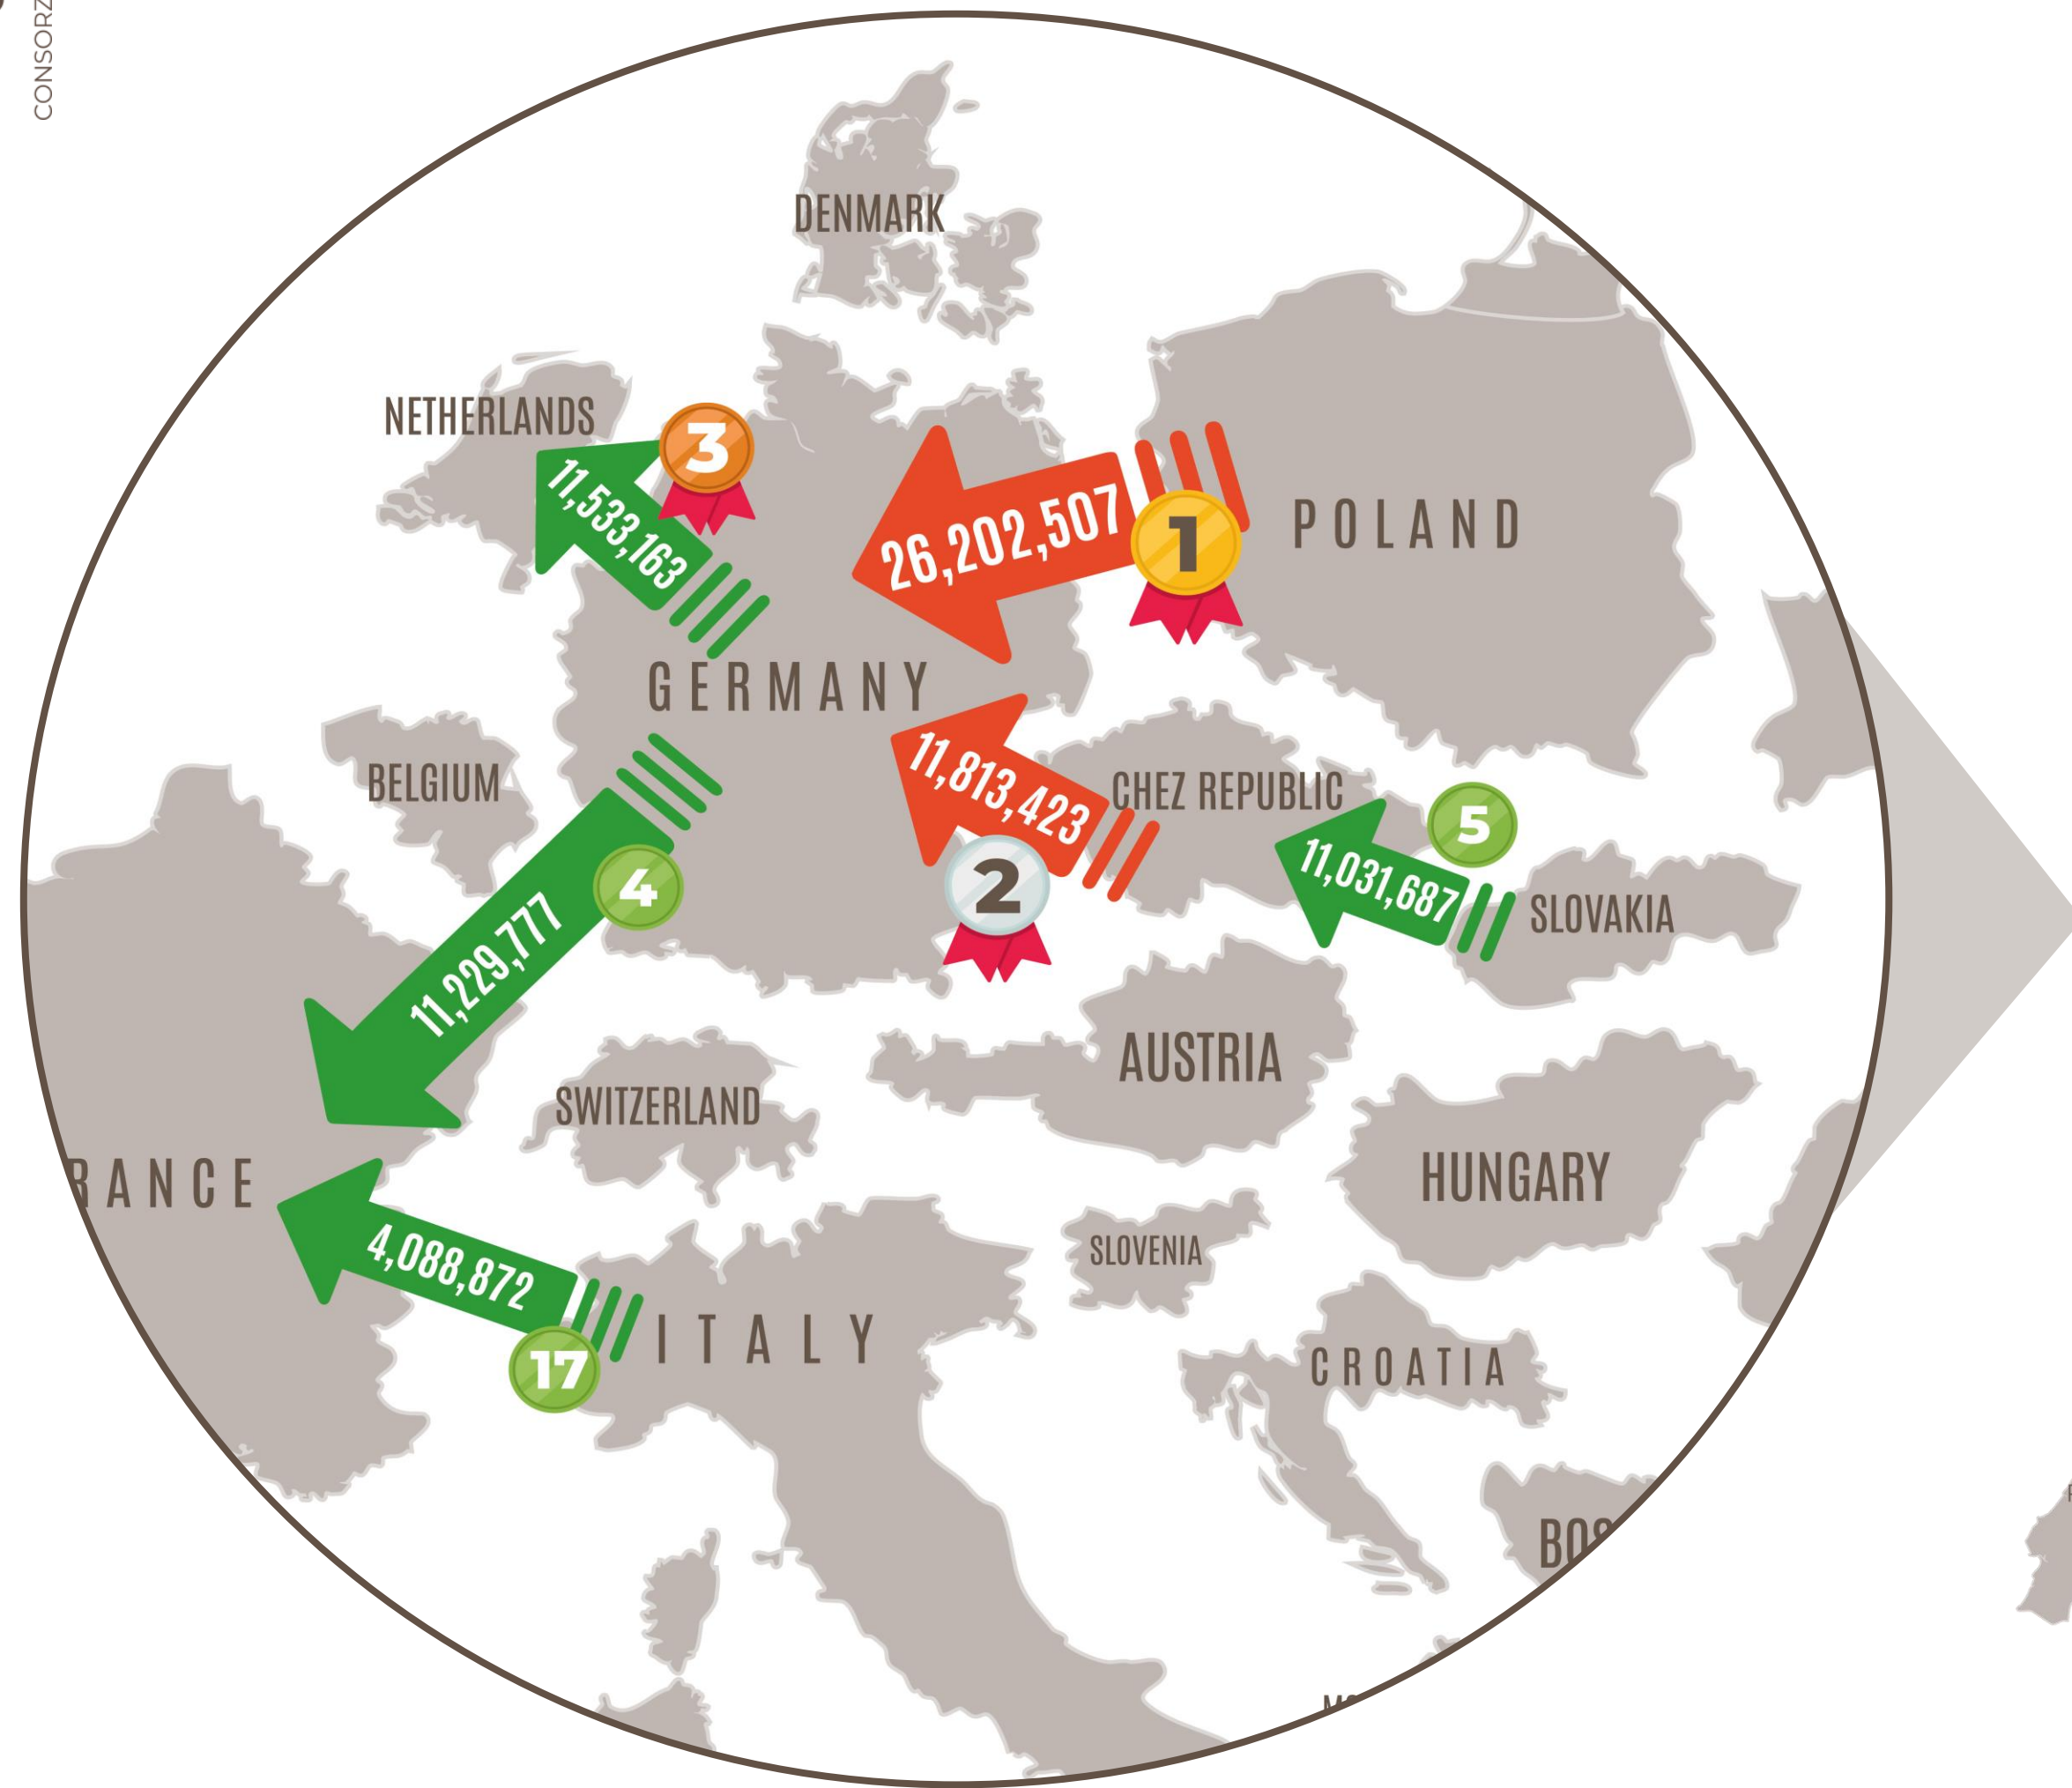 CONSORZ
DENMARK
NETHERLANDS
3
11,533,163
26,202,507
1
POLAND
GERMANY
BELGIUM
11,813,423
2
CHEZ REPUBLIC
5
11,031,687
SLOVAKIA
4
11,229,777
AUSTRIA
SWITZERLAND
RANCE
HUNGARY
4,088,872
17
SLOVENIA
ITALY
CROATIA
BOS